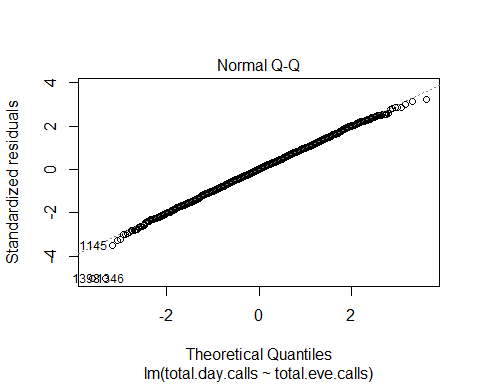 Normal Q-Q
Standardized residuals
4
2
0
-2
-4
1145
1346
-2
0
2
Theoretical Quantiles
lm(total.day.calls ~ total.eve.calls)